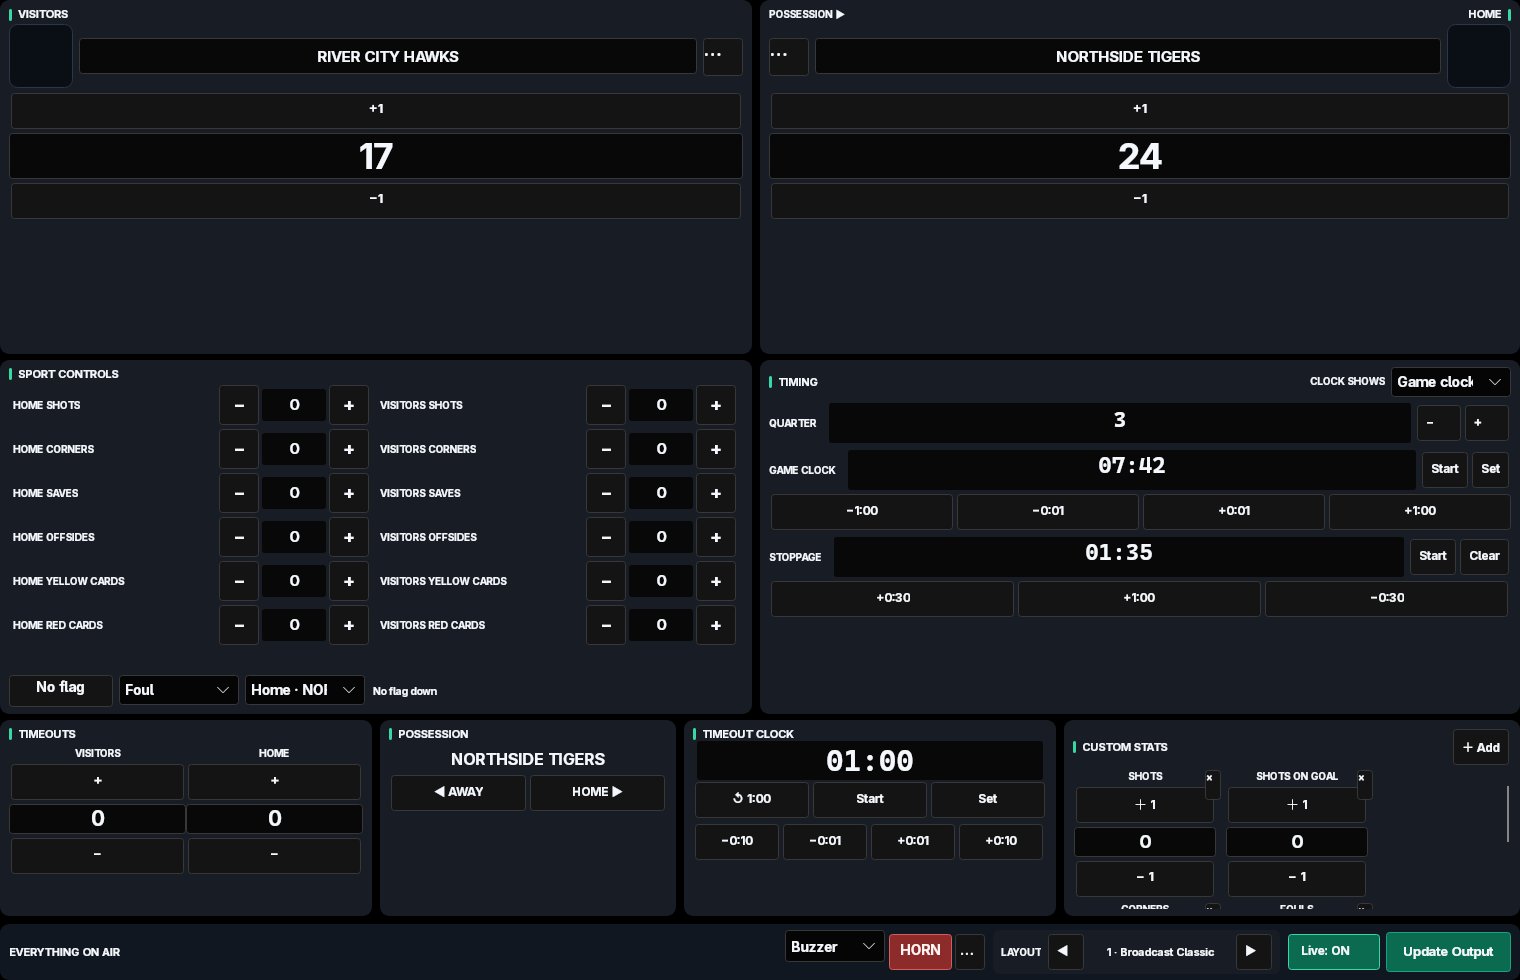 VISITORS
RIVER CITY HAWKS
...
+1
17
−1
POSSESSION ▶
HOME
...
NORTHSIDE TIGERS
+1
24
−1
SPORT CONTROLS
HOME SHOTS − 0 + VISITORS SHOTS − 0 +
HOME CORNERS − 0 + VISITORS CORNERS − 0 +
HOME SAVES − 0 + VISITORS SAVES − 0 +
HOME OFFSIDES − 0 + VISITORS OFFSIDES − 0 +
HOME YELLOW CARDS − 0 + VISITORS YELLOW CARDS − 0 +
HOME RED CARDS − 0 + VISITORS RED CARDS − 0 +
No flag Foul Home · NOI No flag down
TIMING
CLOCK SHOWS Game clock
QUARTER 3 − +
GAME CLOCK 07:42 Start Set
−1:00 −0:01 +0:01 +1:00
STOPPAGE 01:35 Start Clear
+0:30 +1:00 −0:30
TIMEOUTS
VISITORS HOME
+ +
0 0
− −
POSSESSION
NORTHSIDE TIGERS
◀ AWAY HOME ▶
TIMEOUT CLOCK
01:00
↺ 1:00 Start Set
−0:10 −0:01 +0:01 +0:10
CUSTOM STATS
+ Add
SHOTS × SHOTS ON GOAL ×
+ 1 + 1
0 0
− 1 − 1
CORNERS FOULS
EVERYTHING ON AIR
Buzzer HORN ... LAYOUT ◀ 1 · Broadcast Classic ▶ Live: ON Update Output